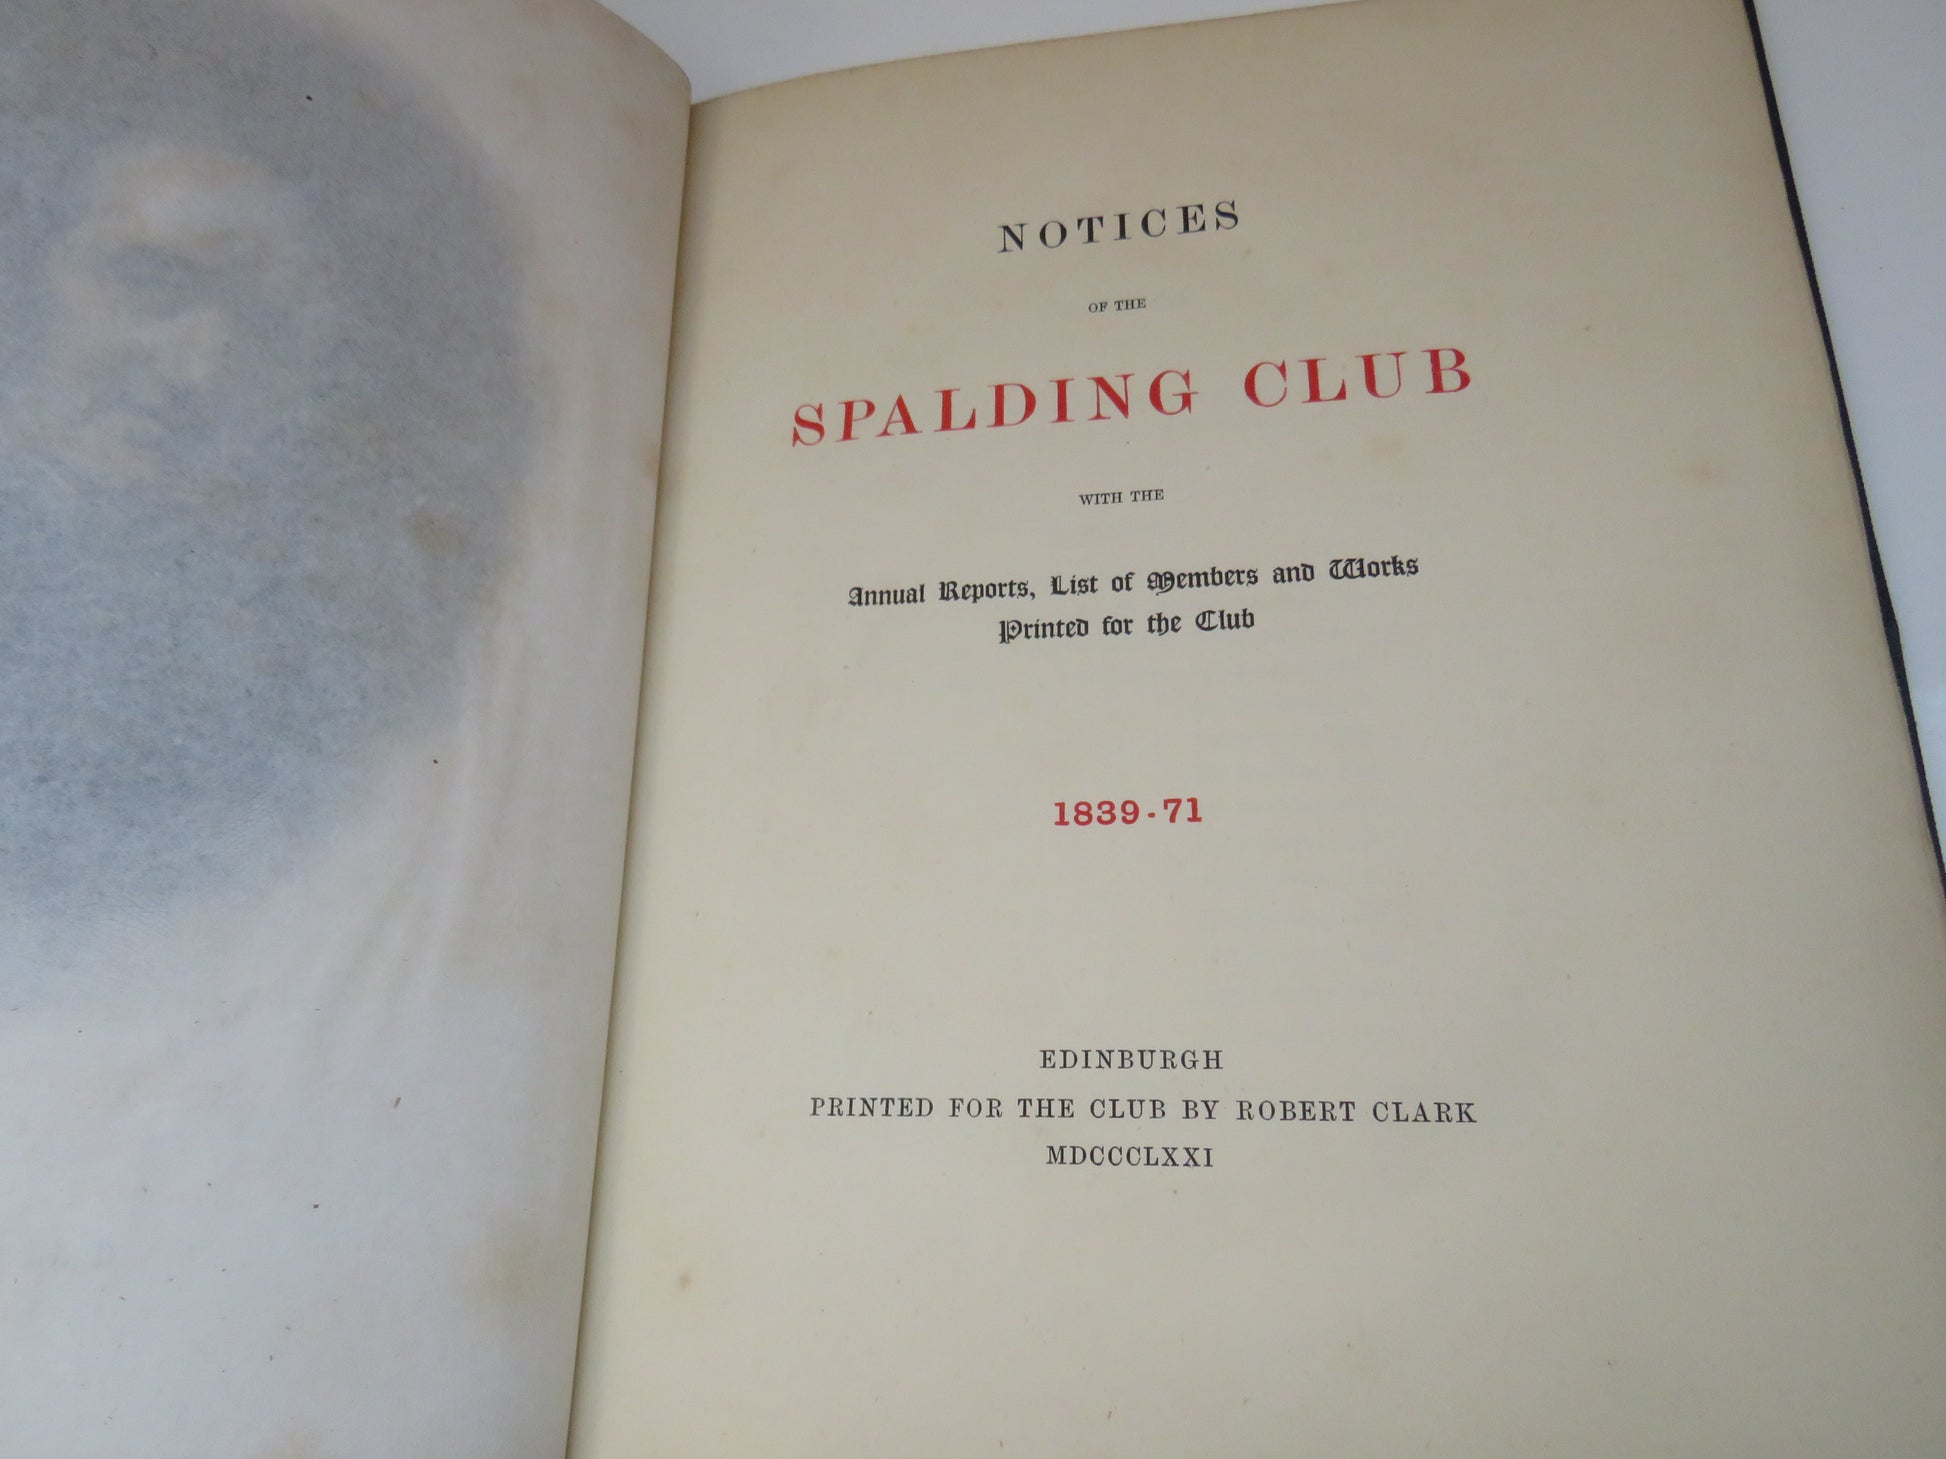 NOTICES
OF THE
SPALDING CLUB
WITH THE
Annual Reports, List of Members and Works
Printed for the Club
1839-71
EDINBURGH
PRINTED FOR THE CLUB BY ROBERT CLARK
MDCCCLXXI